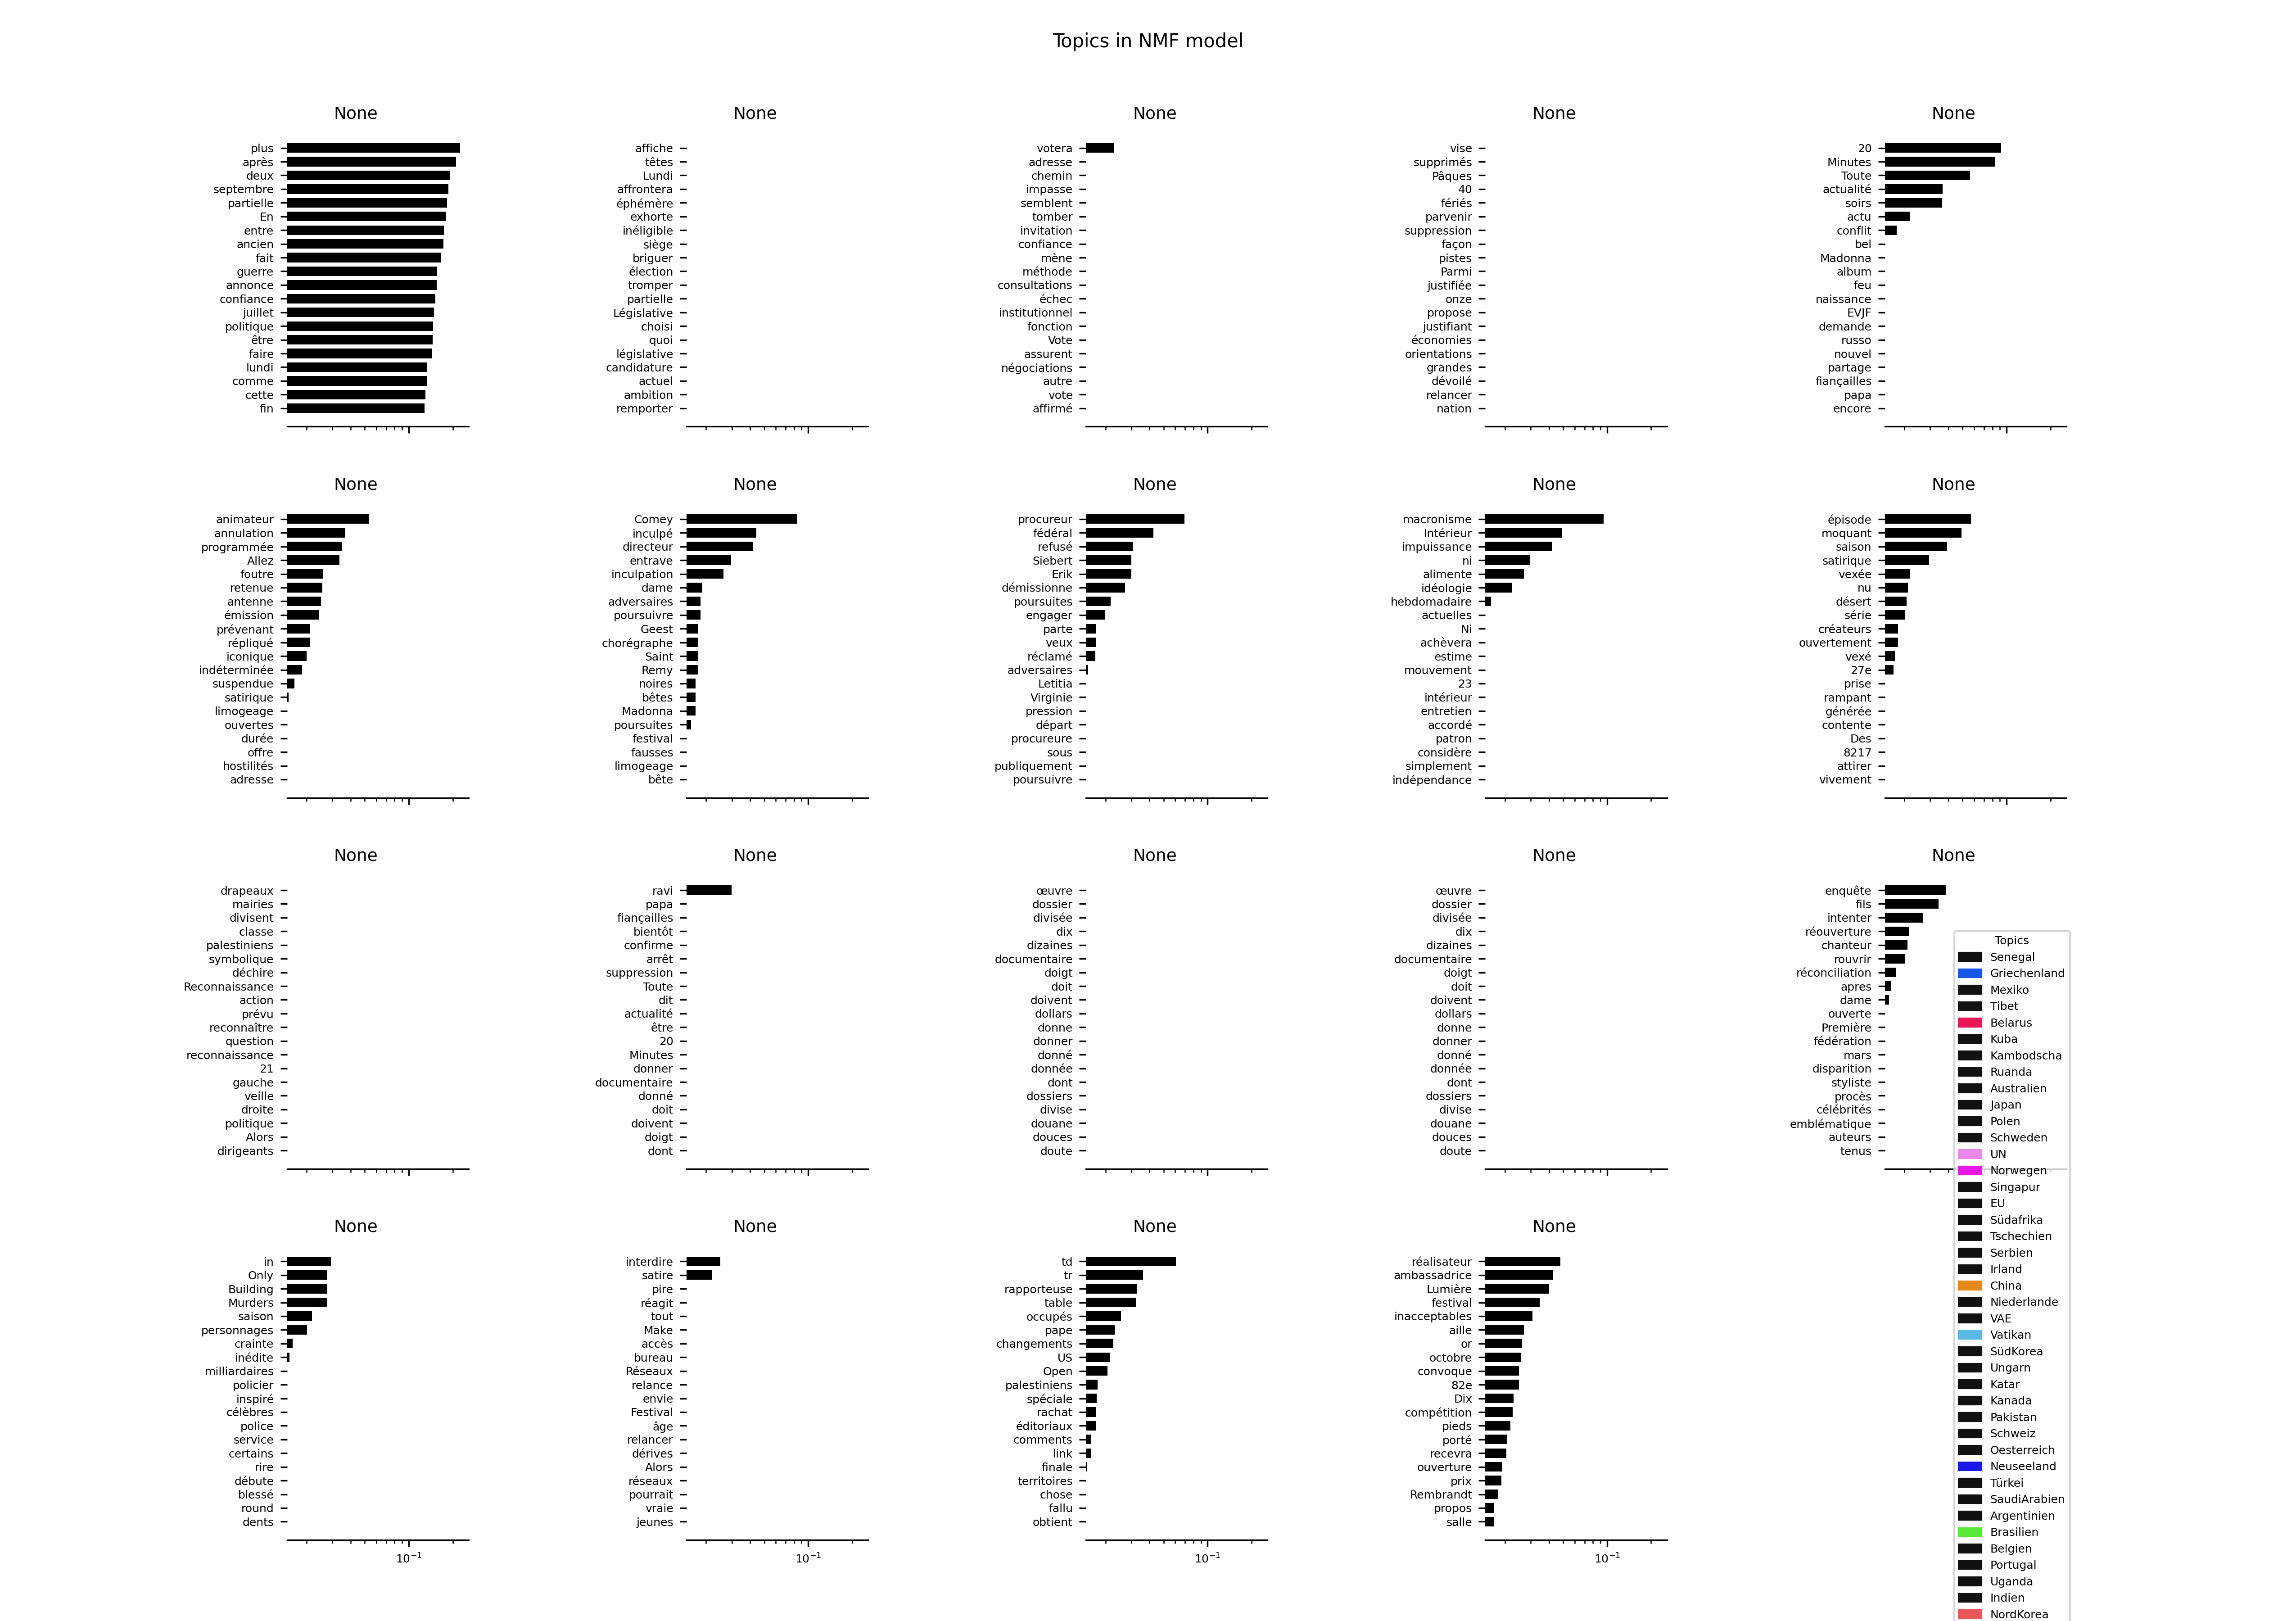 Topics in NMF model
None
plus
après
deux
septembre
partielle
En
entre
ancien
fait
guerre
annonce
confiance
juillet
politique
être
faire
lundi
comme
cette
fin
None
affiche
têtes
Lundi
affrontera
éphémère
exhorte
inéligible
siège
briguer
élection
tromper
partielle
Législative
choisi
quoi
législative
candidature
actuel
ambition
remporter
None
votera
adresse
chemin
impasse
semblent
tomber
invitation
confiance
mène
méthode
consultations
échec
institutionnel
fonction
Vote
assurent
négociations
autre
vote
affirmé
None
vise
supprimés
Pâques
40
fériés
parvenir
suppression
façon
pistes
Parmi
justifiée
onze
propose
justifiant
économies
orientations
grandes
dévoilé
relancer
nation
None
20
Minutes
Toute
actualité
soirs
actu
conflit
bel
Madonna
album
feu
naissance
EVJF
demande
russo
nouvel
partage
fiançailles
papa
encore
None
animateur
annulation
programmée
Allez
foutre
retenue
antenne
émission
prévenant
répliqué
iconique
indéterminée
suspendue
satirique
limogeage
ouvertes
durée
offre
hostilités
adresse
None
Comey
inculpé
directeur
entrave
inculpation
dame
adversaires
poursuivre
Geest
chorégraphe
Saint
Remy
noires
bêtes
Madonna
poursuites
festival
fausses
limogeage
bête
None
procureur
fédéral
refusé
Siebert
Erik
démissionne
poursuites
engager
parte
veux
réclamé
adversaires
Letitia
Virginie
pression
départ
procureure
sous
publiquement
poursuivre
None
macronisme
Intérieur
impuissance
ni
alimente
idéologie
hebdomadaire
actuelles
Ni
achèvera
estime
mouvement
23
intérieur
entretien
accordé
patron
considère
simplement
indépendance
None
épisode
moquant
saison
satirique
vexée
nu
désert
série
créateurs
ouvertement
vexé
27e
prise
rampant
générée
contente
Des
8217
attirer
vivement
None
drapeaux
mairies
divisent
classe
palestiniens
symbolique
déchire
Reconnaissance
action
prévu
reconnaître
question
reconnaissance
21
gauche
veille
droite
politique
Alors
dirigeants
None
ravi
papa
fiançailles
bientôt
confirme
arrêt
suppression
Toute
dit
actualité
être
20
Minutes
donner
documentaire
donné
doit
doivent
doigt
dont
None
œuvre
dossier
divisée
dix
dizaines
documentaire
doigt
doit
doivent
dollars
donne
donner
donné
donnée
dont
dossiers
divise
douane
douces
doute
None
œuvre
dossier
divisée
dix
dizaines
documentaire
doigt
doit
doivent
dollars
donne
donner
donné
donnée
dont
dossiers
divise
douane
douces
doute
None
enquête
fils
intenter
réouverture
chanteur
rouvrir
réconciliation
apres
dame
ouverte
Première
fédération
mars
disparition
styliste
procès
célébrités
emblématique
auteurs
tenus
None
in
Only
Building
Murders
saison
personnages
crainte
inédite
milliardaires
policier
inspiré
célèbres
police
service
certains
rire
débute
blessé
round
dents
10⁻¹
None
interdire
satire
pire
réagit
tout
Make
accès
bureau
Réseaux
relance
envie
Festival
âge
relancer
dérives
Alors
réseaux
pourrait
vraie
jeunes
10⁻¹
None
td
tr
rapporteuse
table
occupés
pape
changements
US
Open
palestiniens
spéciale
rachat
éditoriaux
comments
link
finale
territoires
chose
fallu
obtient
10⁻¹
None
réalisateur
ambassadrice
Lumière
festival
inacceptables
aille
or
octobre
convoque
82e
Dix
compétition
pieds
porté
recevra
ouverture
prix
Rembrandt
propos
salle
10⁻¹
Topics
Senegal
Griechenland
Mexiko
Tibet
Belarus
Kuba
Kambodscha
Ruanda
Australien
Japan
Polen
Schweden
UN
Norwegen
Singapur
EU
Südafrika
Tschechien
Serbien
Irland
China
Niederlande
VAE
Vatikan
SüdKorea
Ungarn
Katar
Kanada
Pakistan
Schweiz
Oesterreich
Neuseeland
Türkei
SaudiArabien
Argentinien
Brasilien
Belgien
Portugal
Uganda
Indien
NordKorea